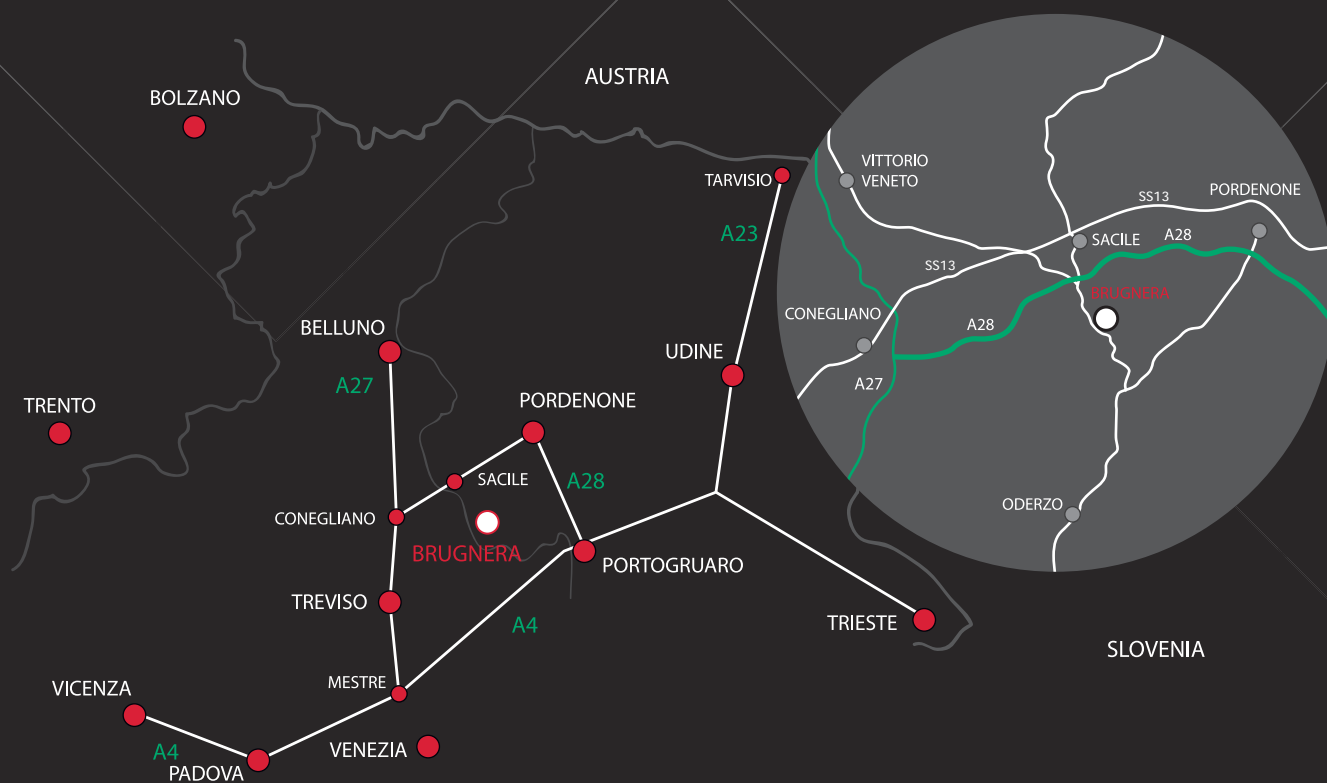 AUSTRIA
BOLZANO
TARVISIO
A23
BELLUNO
A27
UDINE
TRENTO
PORDENONE
SACILE
A28
CONEGLIANO
BRUGNERA
PORTOGRUARO
TREVISO
A4
TRIESTE
SLOVENIA
MESTRE
VICENZA
A4
VENEZIA
PADOVA
VITTORIO
VENETO
SS13
PORDENONE
SACILE
A28
SS13
BRUGNERA
CONEGLIANO
A28
A27
ODERZO